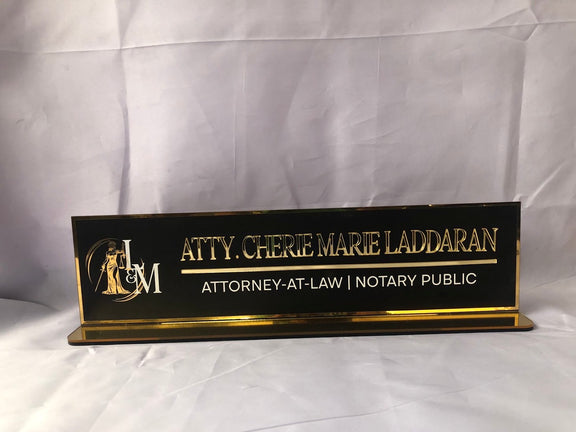 L&M
ATTY. CHERIE MARIE LADDARAN
ATTORNEY-AT-LAW | NOTARY PUBLIC